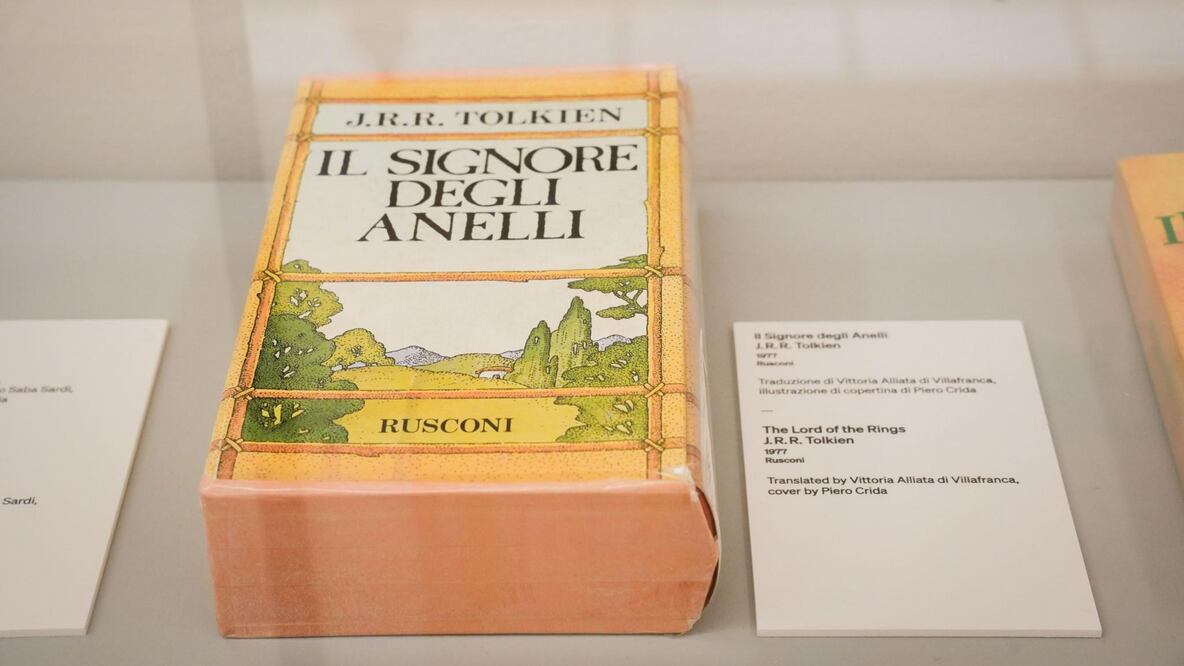 J.R.R. TOLKIEN
IL SIGNORE
DEGLI
ANELLI
RUSCONI
Saba Sardi,
Sardi,
Il Signore degli Anelli
J.R.R. Tolkien
1977
Rusconi
Traduzione di Vittoria Alliata di Villafranca,
illustrazione di copertina di Piero Crida
—
The Lord of the Rings
J.R.R. Tolkien
1977
Rusconi
Translated by Vittoria Alliata di Villafranca,
cover by Piero Crida